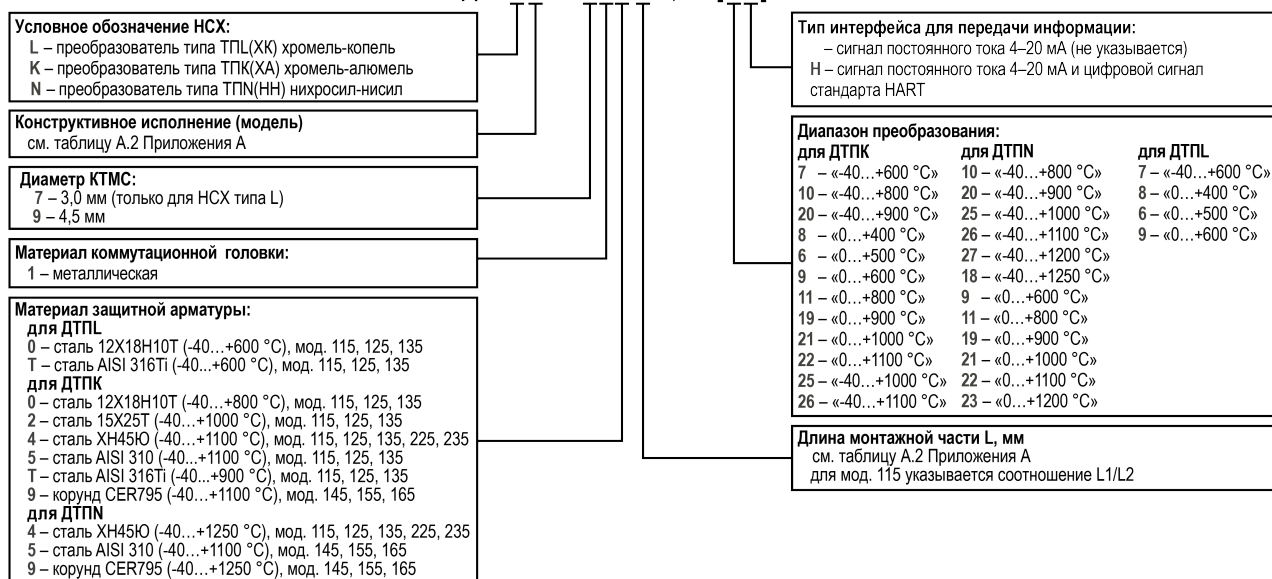 Условное обозначение НСХ:
L – преобразователь типа ТПL(ХК) хромель-копель
K – преобразователь типа ТПК(ХА) хромель-алюмель
N – преобразователь типа ТПN(НН) нихросил-нисил
Конструктивное исполнение (модель)
см. таблицу А.2 Приложения А
Диаметр КТМС:
7 – 3,0 мм (только для НСХ типа L)
9 – 4,5 мм
Материал коммутационной головки:
1 – металлическая
Материал защитной арматуры:
для ДТПL
0 – сталь 12Х18Н10Т (-40…+600 °С), мод. 115, 125, 135
Т – сталь AISI 316Ti (-40...+600 °С), мод. 115, 125, 135
для ДТПК
0 – сталь 12Х18Н10Т (-40…+800 °С), мод. 115, 125, 135
2 – сталь 15Х25Т (-40…+1000 °С), мод. 115, 125, 135
4 – сталь ХН45Ю (-40…+1100 °С), мод. 115, 125, 135, 225, 235
5 – сталь AISI 310 (-40...+1100 °С), мод. 115, 125, 135
Т – сталь AISI 316Ti (-40...+900 °С), мод. 115, 125, 135
9 – корунд CER795 (-40…+1100 °С), мод. 145, 155, 165
для ДТПN
4 – сталь ХН45Ю (-40…+1250 °С), мод. 115, 125, 135, 225, 235
5 – сталь AISI 310 (-40…+1100 °С), мод. 145, 155, 165
9 – корунд CER795 (-40…+1250 °С), мод. 145, 155, 165
Тип интерфейса для передачи информации:
– сигнал постоянного тока 4–20 мА (не указывается)
Н – сигнал постоянного тока 4–20 мА и цифровой сигнал
стандарта HART
Диапазон преобразования:
для ДТПК для ДТПN для ДТПL
7 – «-40…+600 °С» 10 – «-40…+800 °С» 7 – «-40…+600 °С»
10 – «-40…+800 °С» 20 – «-40…+900 °С» 8 – «0…+400 °С»
20 – «-40…+900 °С» 25 – «-40…+1000 °С» 6 – «0…+500 °С»
8 – «0…+400 °С» 26 – «-40…+1100 °С» 9 – «0…+600 °С»
6 – «0…+500 °С» 27 – «-40…+1200 °С»
9 – «0…+600 °С» 18 – «-40…+1250 °С»
11 – «0…+800 °С» 9 – «0…+600 °С»
19 – «0…+900 °С» 11 – «0…+800 °С»
21 – «0…+1000 °С» 19 – «0…+900 °С»
22 – «0…+1100 °С» 21 – «0…+1000 °С»
25 – «-40…+1000 °С» 22 – «0…+1100 °С»
26 – «-40…+1100 °С» 23 – «0…+1200 °С»
Длина монтажной части L, мм
см. таблицу А.2 Приложения А
для мод. 115 указывается соотношение L1/L2